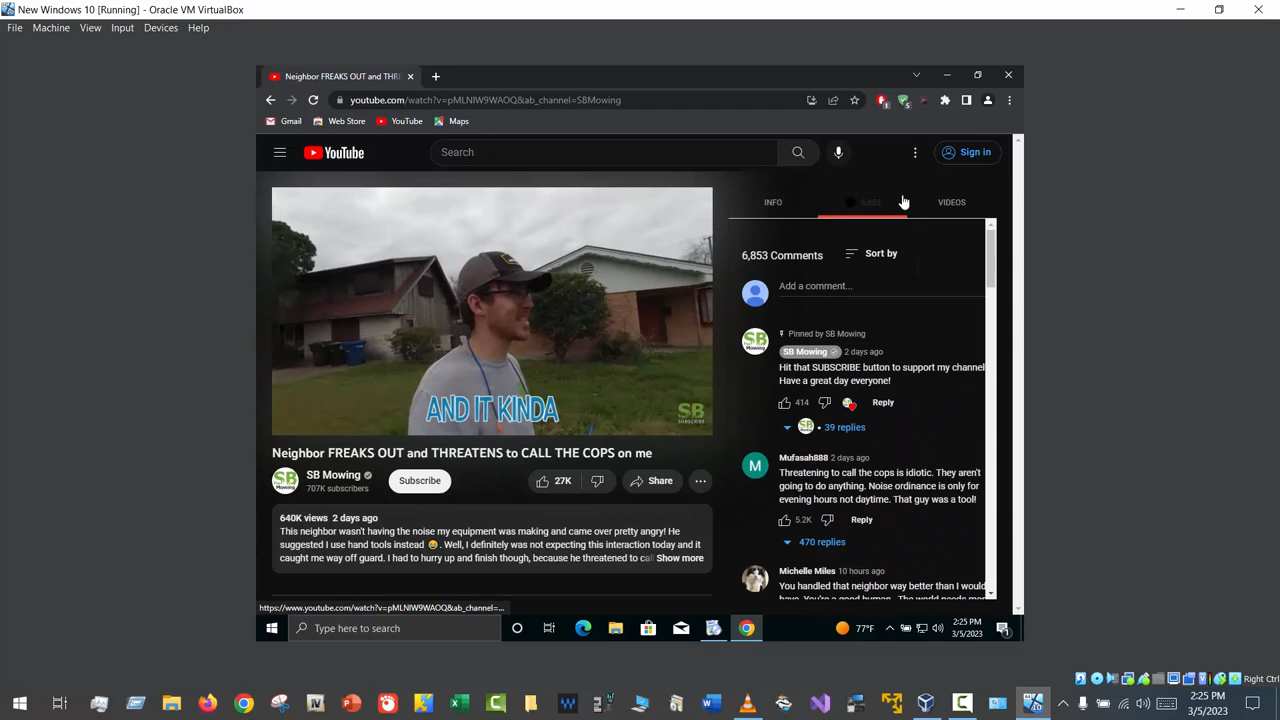 New Windows 10 [Running] - Oracle VM VirtualBox
File Machine View Input Devices Help
Neighbor FREAKS OUT and THR
youtube.com/watch?v=pMLNIW9WAOQ&ab_channel=SBMowing
1
5
Gmail Web Store YouTube Maps
YouTube
Search
Sign in
INFO 6,853 VIDEOS
AND IT KINDA
SB
SUBSCRIBE
Neighbor FREAKS OUT and THREATENS to CALL THE COPS on me
SB Mowing
707K subscribers
Subscribe
27K
Share
640K views 2 days ago
This neighbor wasn't having the noise my equipment was making and came over pretty angry! He
suggested I use hand tools instead 😂. Well, I definitely was not expecting this interaction today and it
caught me way off guard. I had to hurry up and finish though, because he threatened to cal Show more
6,853 Comments Sort by
Add a comment...
Pinned by SB Mowing
SB Mowing 2 days ago
Hit that SUBSCRIBE button to support my channel
Have a great day everyone!
414 Reply
39 replies
M
Mufasah888 2 days ago
Threatening to call the cops is idiotic. They aren't
going to do anything. Noise ordinance is only for
evening hours not daytime. That guy was a tool!
5.2K Reply
470 replies
Michelle Miles 10 hours ago
You handled that neighbor way better than I would
https://www.youtube.com/watch?v=pMLNIW9WAOQ&ab_channel=...
Type here to search
77°F
2:25 PM
3/5/2023
1
Right Ctrl
2:25 PM
3/5/2023